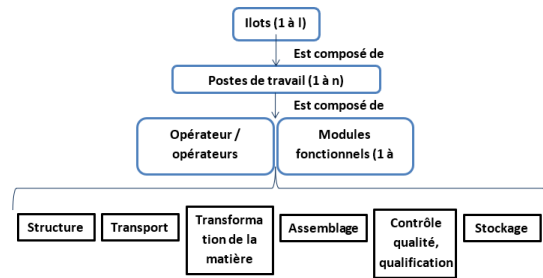 Ilots (1 à l)
Est composé de
Postes de travail (1 à n)
Est composé de
Opérateur /
opérateurs
Modules
fonctionnels (1 à
Structure
Transport
Transforma
tion de la
matière
Assemblage
Contrôle
qualité,
qualification
Stockage